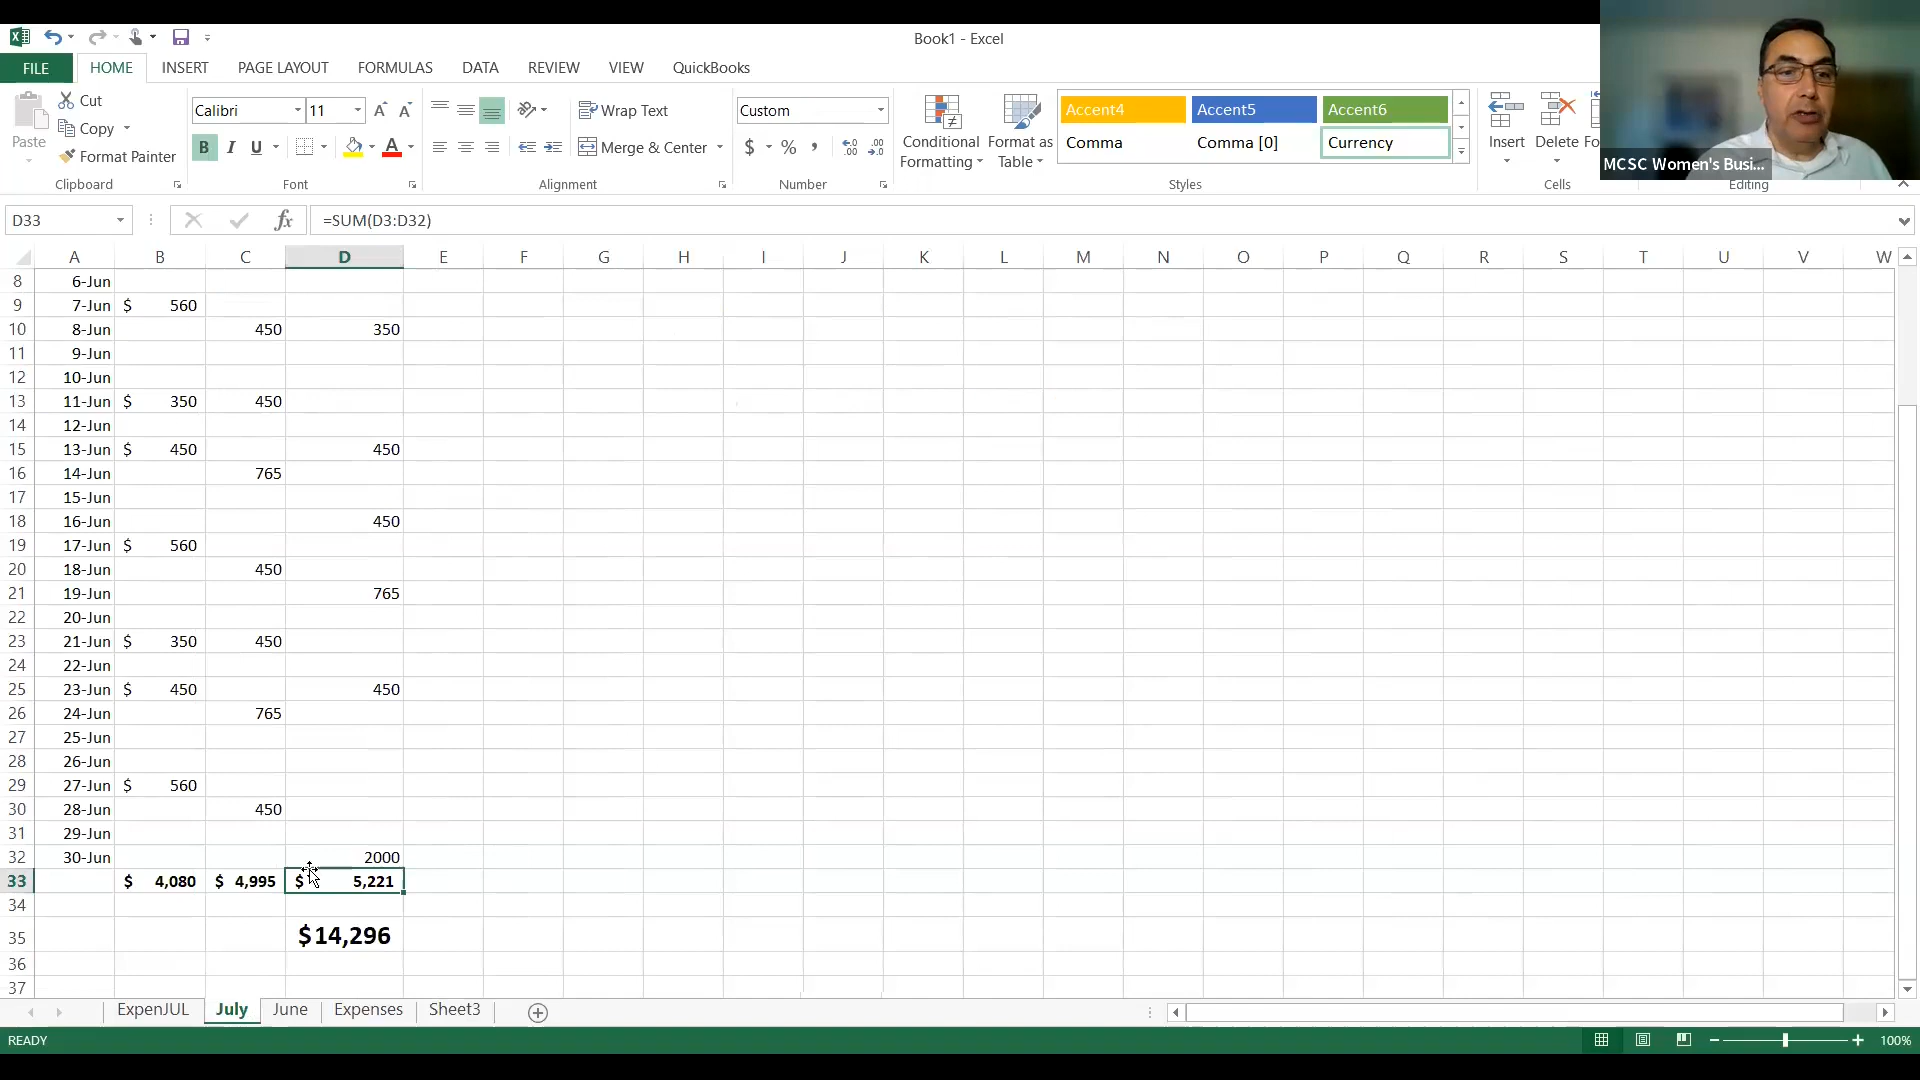 Book1 - Excel
FILE HOME INSERT PAGE LAYOUT FORMULAS DATA REVIEW VIEW QuickBooks
Paste
Cut
Copy
Format Painter
Clipboard
Calibri 11
B I U A
Font
Wrap Text
Merge & Center
Alignment
Custom
$ % ,
Number
Conditional Formatting
Format as Table
Accent4 Accent5 Accent6
Comma Comma [0] Currency
Styles
Insert Delete
Cells
Editing
MCSC Women's Busi...
D33 fx =SUM(D3:D32)
A B C D E F G H I J K L M N O P Q R S T U V W
8 6-Jun
9 7-Jun $ 560
10 8-Jun 450 350
11 9-Jun
12 10-Jun
13 11-Jun $ 350 450
14 12-Jun
15 13-Jun $ 450 450
16 14-Jun 765
17 15-Jun
18 16-Jun 450
19 17-Jun $ 560
20 18-Jun 450
21 19-Jun 765
22 20-Jun
23 21-Jun $ 350 450
24 22-Jun
25 23-Jun $ 450 450
26 24-Jun 765
27 25-Jun
28 26-Jun
29 27-Jun $ 560
30 28-Jun 450
31 29-Jun
32 30-Jun 2000
33 $ 4,080 $ 4,995 $ 5,221
34
35 $14,296
36
37
ExpenJUL July June Expenses Sheet3
READY 100%